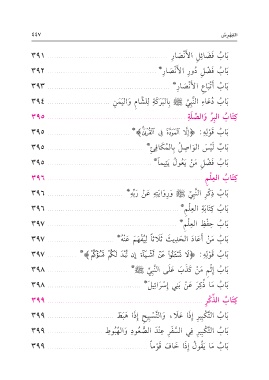 الفهرس ٤٤٧
بَابُ فَضَائِلِ الْأَنْصَارِ ٣٩١
بَابُ فَضْلِ دُورِ الْأَنْصَارِ* ٣٩٢
بَابُ أَتْبَاعِ الْأَنْصَارِ* ٣٩٣
بَابُ دُعَاءِ النَّبِيِّ ﷺ بِالْبَرَكَةِ لِلشَّامِ وَالْيَمَنِ ٣٩٤
كِتَابُ الْبِرِّ وَالصِّلَةِ ٣٩٥
بَابُ قَوْلِهِ: ﴿إِلَّا الْمَوَدَّةَ فِي الْقُرْبَىٰ﴾* ٣٩٥
بَابُ لَيْسَ الْوَاصِلُ بِالْمُكَافِئِ* ٣٩٥
بَابُ فَضْلِ مَنْ يَعُولُ يَتِيماً* ٣٩٥
كِتَابُ الْعِلْمِ ٣٩٦
بَابُ ذِكْرِ النَّبِيِّ ﷺ وَرِوَايَتِهِ عَنْ رَبِّهِ* ٣٩٦
بَابُ كِتَابَةِ الْعِلْمِ* ٣٩٦
بَابُ حِفْظِ الْعِلْمِ* ٣٩٧
بَابُ مَنْ أَعَادَ الْحَدِيثَ ثَلَاثاً لِيُفْهَمَ عَنْهُ* ٣٩٧
بَابُ قَوْلِهِ: ﴿لَا تَسْأَلُوا عَنْ أَشْيَاءَ إِن تُبْدَ لَكُمْ تَسُؤْكُمْ﴾* ٣٩٧
بَابُ إِثْمِ مَنْ كَذَبَ عَلَى النَّبِيِّ ﷺ* ٣٩٨
بَابُ مَا ذُكِرَ عَنْ بَنِي إِسْرَائِيلَ* ٣٩٨
كِتَابُ الذِّكْرِ ٣٩٩
بَابُ التَّكْبِيرِ إِذَا عَلَا، وَالتَّسْبِيحِ إِذَا هَبَطَ ٣٩٩
بَابُ التَّكْبِيرِ فِي السَّفَرِ عِنْدَ الصُّعُودِ وَالْهُبُوطِ ٣٩٩
بَابُ مَا يَقُولُ إِذَا خَافَ قَوْماً ٣٩٩